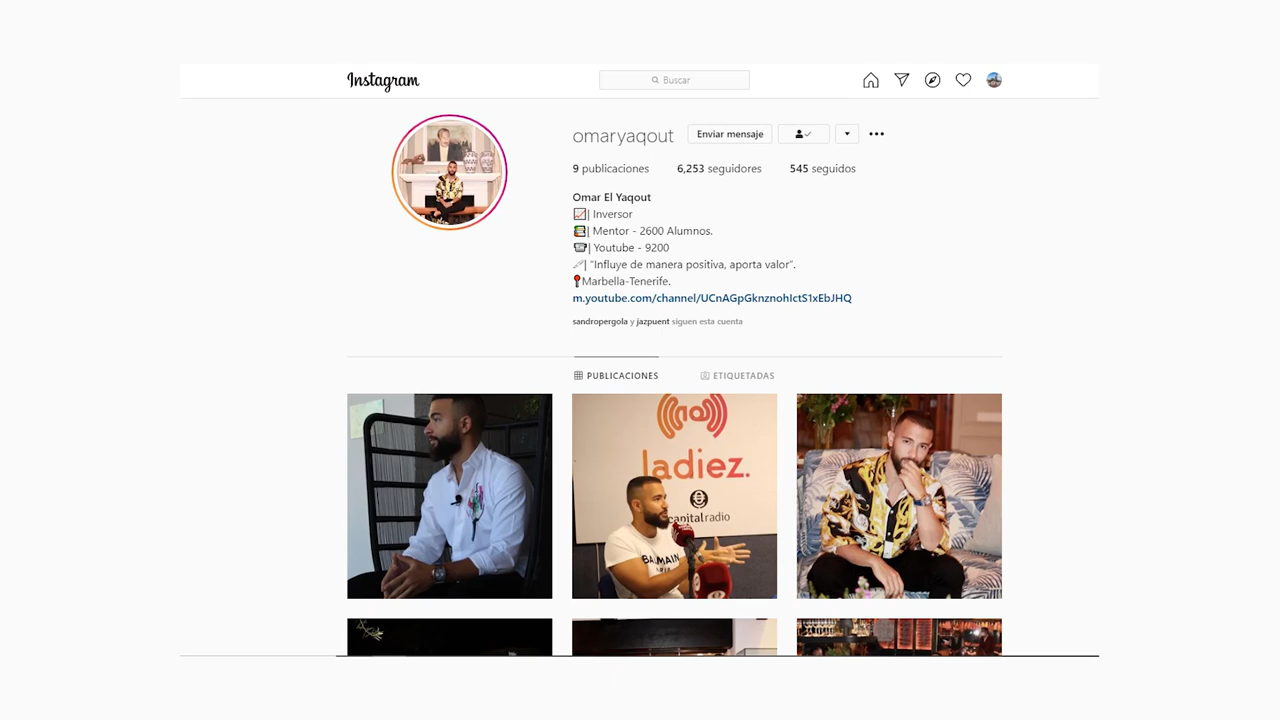 Instagram
Buscar
omaryaqout
Enviar mensaje
9 publicaciones
6,253 seguidores
545 seguidos
Omar El Yaqout
| Inversor
| Mentor - 2600 Alumnos.
| Youtube - 9200
| "Influye de manera positiva, aporta valor".
Marbella-Tenerife.
m.youtube.com/channel/UCnAGpGknznohIctS1xEbJHQ
sandropergola y jazpuent siguen esta cuenta
PUBLICACIONES
ETIQUETADAS
ladiez.
capitalradio
BALMAIN
PARIS